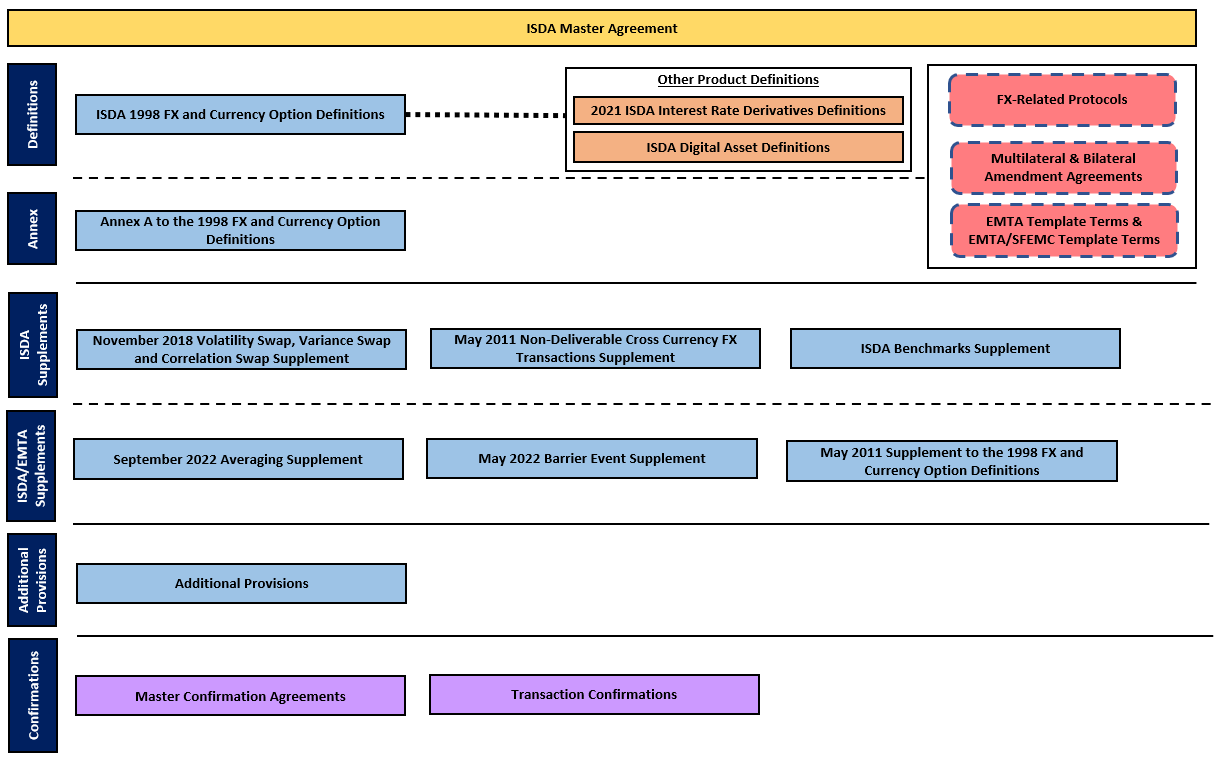 ISDA Master Agreement
Definitions
ISDA 1998 FX and Currency Option Definitions
Other Product Definitions
2021 ISDA Interest Rate Derivatives Definitions
ISDA Digital Asset Definitions
FX-Related Protocols
Multilateral & Bilateral
Amendment Agreements
EMTA Template Terms &
EMTA/SFEMC Template Terms
Annex
Annex A to the 1998 FX and Currency Option
Definitions
ISDA
Supplements
November 2018 Volatility Swap, Variance Swap
and Correlation Swap Supplement
May 2011 Non-Deliverable Cross Currency FX
Transactions Supplement
ISDA Benchmarks Supplement
ISDA/EMTA
Supplements
September 2022 Averaging Supplement
May 2022 Barrier Event Supplement
May 2011 Supplement to the 1998 FX and
Currency Option Definitions
Additional
Provisions
Additional Provisions
Confirmations
Master Confirmation Agreements
Transaction Confirmations